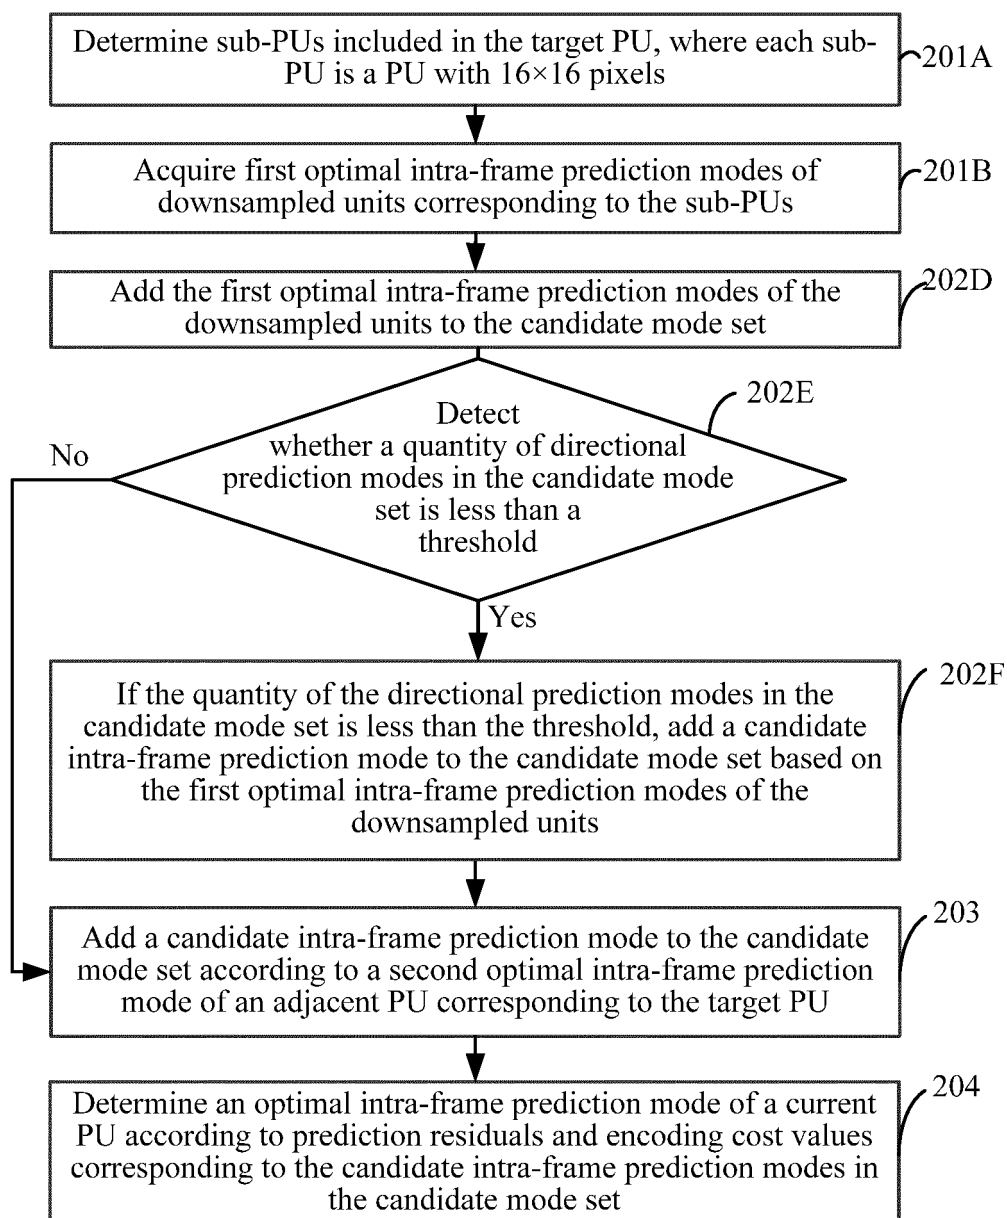 Determine sub-PUs included in the target PU, where each sub-
PU is a PU with 16×16 pixels
201A
Acquire first optimal intra-frame prediction modes of
downsampled units corresponding to the sub-PUs
201B
Add the first optimal intra-frame prediction modes of the
downsampled units to the candidate mode set
202D
202E
Detect
whether a quantity of directional
prediction modes in the candidate mode
set is less than a
threshold
No
Yes
If the quantity of the directional prediction modes in the
candidate mode set is less than the threshold, add a candidate
intra-frame prediction mode to the candidate mode set based on
the first optimal intra-frame prediction modes of the
downsampled units
202F
Add a candidate intra-frame prediction mode to the candidate
mode set according to a second optimal intra-frame prediction
mode of an adjacent PU corresponding to the target PU
203
Determine an optimal intra-frame prediction mode of a current
PU according to prediction residuals and encoding cost values
corresponding to the candidate intra-frame prediction modes in
the candidate mode set
204